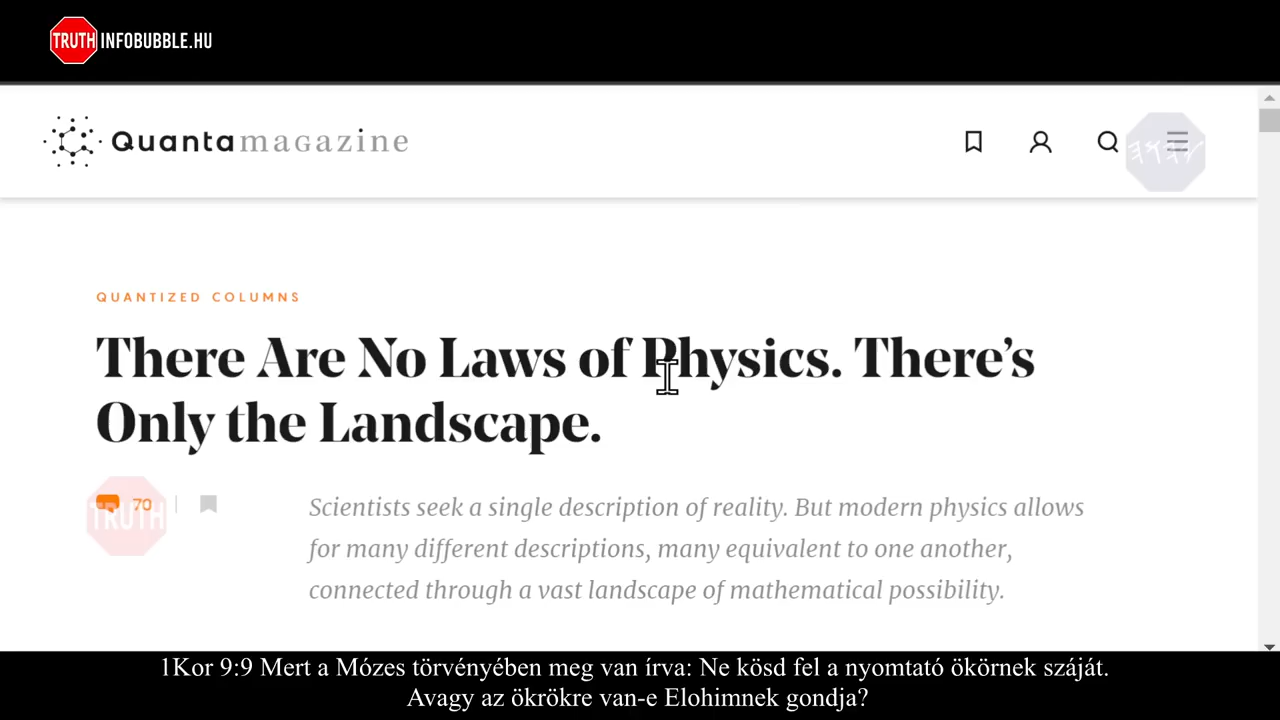 TRUTH INFOBUBBLE.HU
Quantamagazine
QUANTIZED COLUMNS
There Are No Laws of Physics. There’s
Only the Landscape.
70
TRUTH
Scientists seek a single description of reality. But modern physics allows
for many different descriptions, many equivalent to one another,
connected through a vast landscape of mathematical possibility.
1Kor 9:9 Mert a Mózes törvényében meg van írva: Ne kösd fel a nyomtató ökörnek száját.
Avagy az ökrökre van-e Elohimnek gondja?